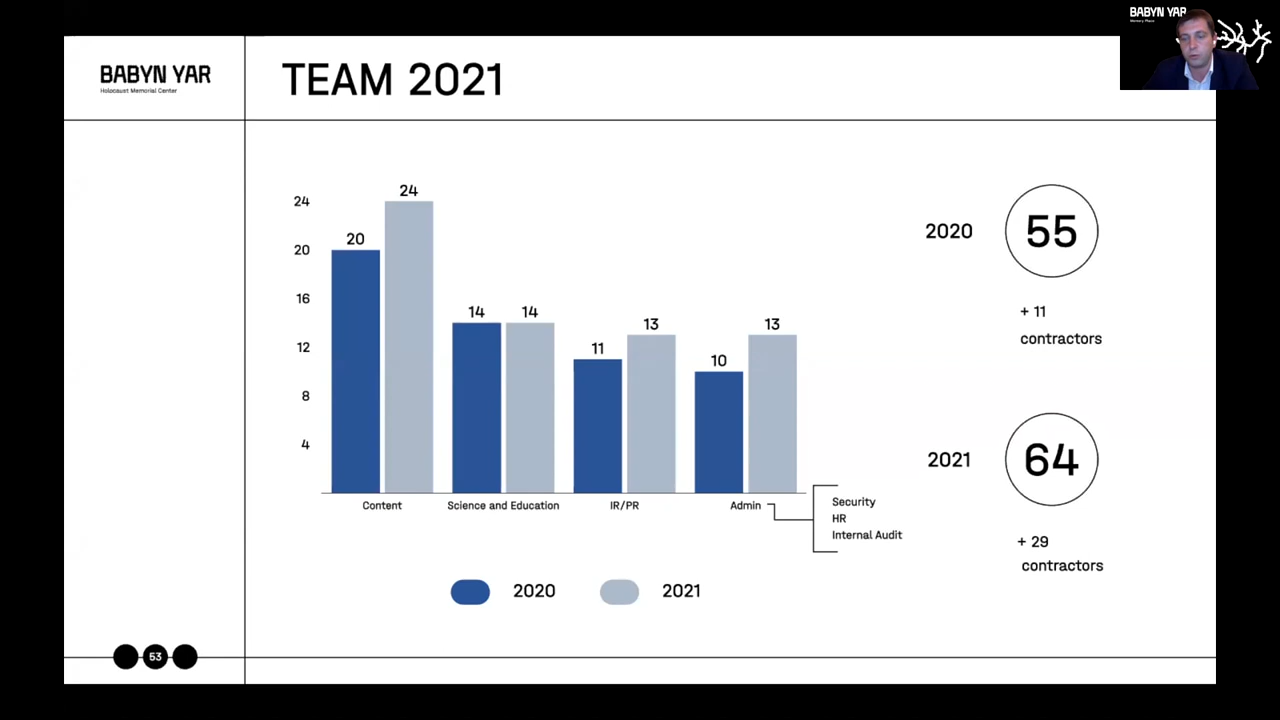 BABYN YAR
Holocaust Memorial Center
TEAM 2021
BABYN YAR
Memory Place
24
20
16
12
8
4
20
24
14
14
11
13
10
13
Content
Science and Education
IR/PR
Admin
Security
HR
Internal Audit
2020
2021
2020
55
+ 11
contractors
2021
64
+ 29
contractors
53